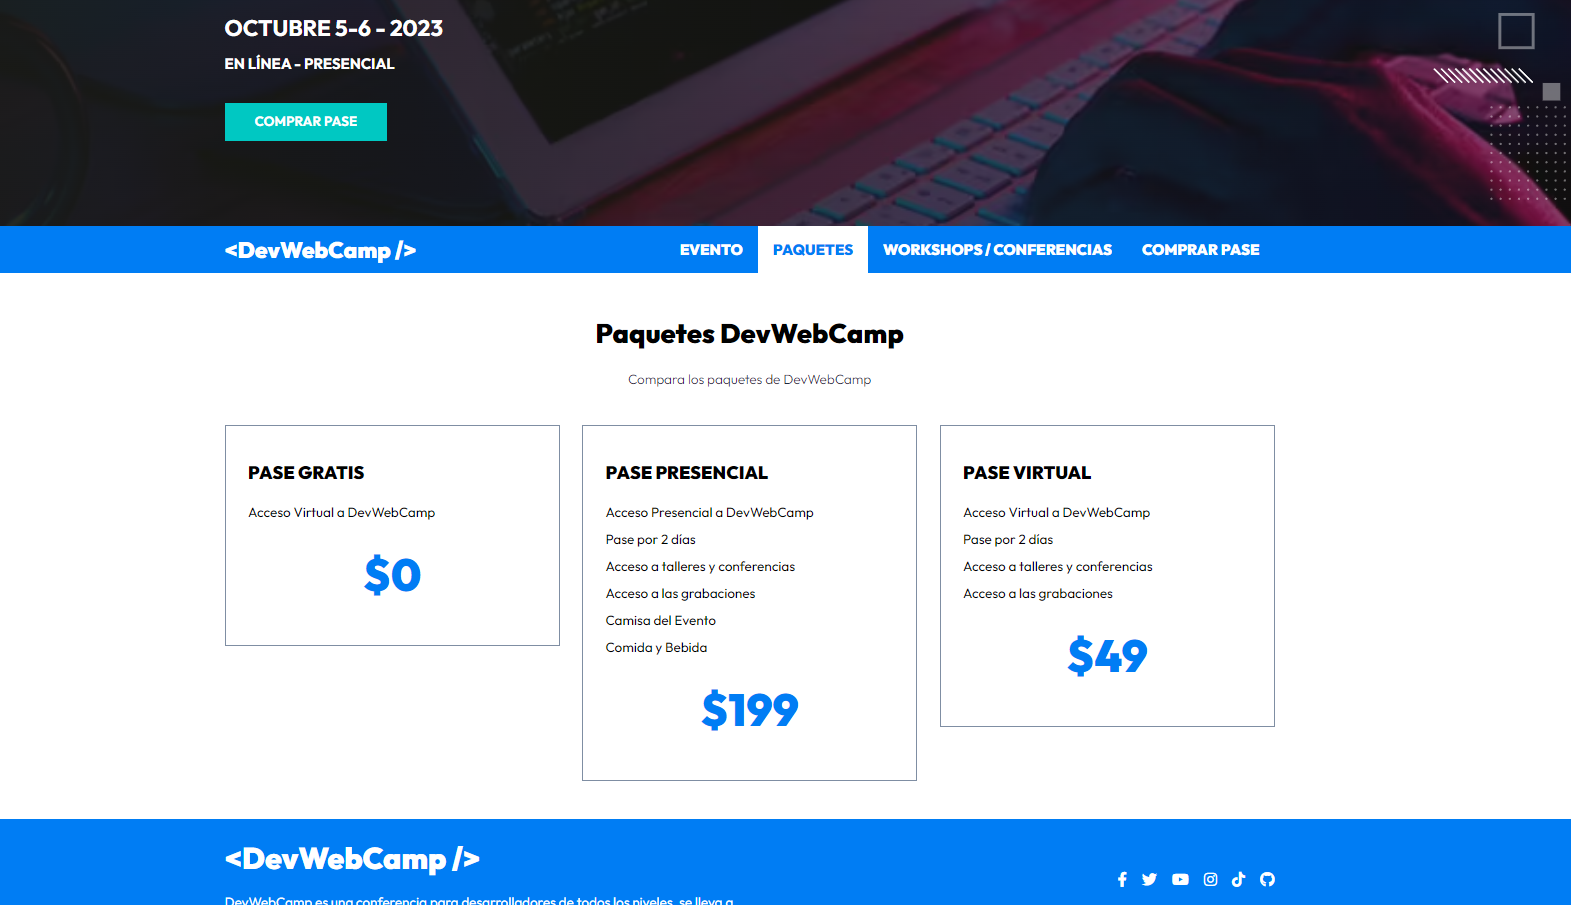 OCTUBRE 5-6 - 2023
EN LÍNEA - PRESENCIAL
COMPRAR PASE
<DevWebCamp />
EVENTO PAQUETES WORKSHOPS / CONFERENCIAS COMPRAR PASE
Paquetes DevWebCamp
Compara los paquetes de DevWebCamp
PASE GRATIS
Acceso Virtual a DevWebCamp
$0
PASE PRESENCIAL
Acceso Presencial a DevWebCamp
Pase por 2 días
Acceso a talleres y conferencias
Acceso a las grabaciones
Camisa del Evento
Comida y Bebida
$199
PASE VIRTUAL
Acceso Virtual a DevWebCamp
Pase por 2 días
Acceso a talleres y conferencias
Acceso a las grabaciones
$49
<DevWebCamp />
DevWebCamp es una conferencia para desarrolladores de todos los niveles, se lleva a